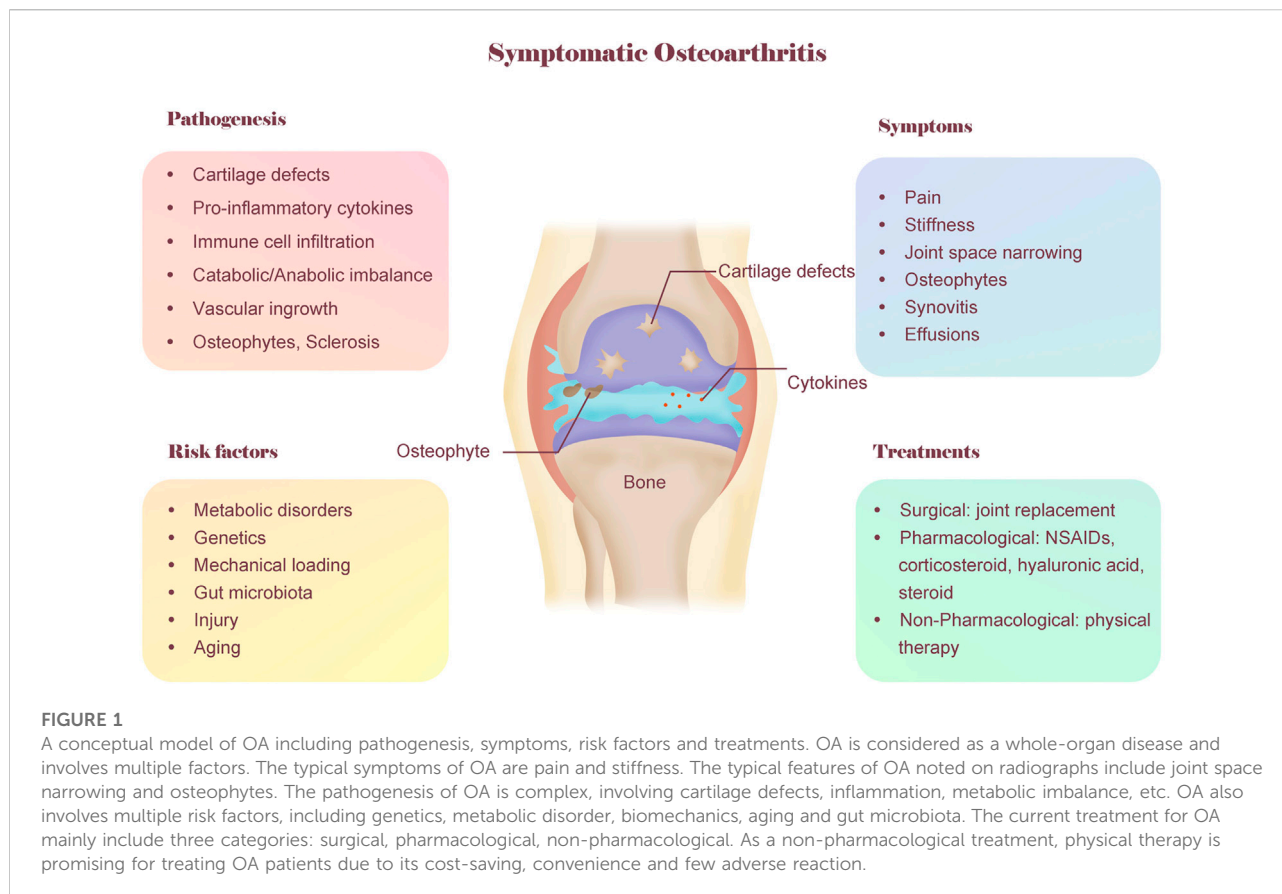 Symptomatic Osteoarthritis
Pathogenesis
• Cartilage defects
• Pro-inflammatory cytokines
• Immune cell infiltration
• Catabolic/Anabolic imbalance
• Vascular ingrowth
• Osteophytes, Sclerosis
Symptoms
• Pain
• Stiffness
• Joint space narrowing
• Osteophytes
• Synovitis
• Effusions
Cartilage defects
Cytokines
Osteophyte
Bone
Risk factors
• Metabolic disorders
• Genetics
• Mechanical loading
• Gut microbiota
• Injury
• Aging
Treatments
• Surgical: joint replacement
• Pharmacological: NSAIDs,
corticosteroid, hyaluronic acid,
steroid
• Non-Pharmacological: physical
therapy
FIGURE 1
A conceptual model of OA including pathogenesis, symptoms, risk factors and treatments. OA is considered as a whole-organ disease and
involves multiple factors. The typical symptoms of OA are pain and stiffness. The typical features of OA noted on radiographs include joint space
narrowing and osteophytes. The pathogenesis of OA is complex, involving cartilage defects, inflammation, metabolic imbalance, etc. OA also
involves multiple risk factors, including genetics, metabolic disorder, biomechanics, aging and gut microbiota. The current treatment for OA
mainly include three categories: surgical, pharmacological, non-pharmacological. As a non-pharmacological treatment, physical therapy is
promising for treating OA patients due to its cost-saving, convenience and few adverse reaction.